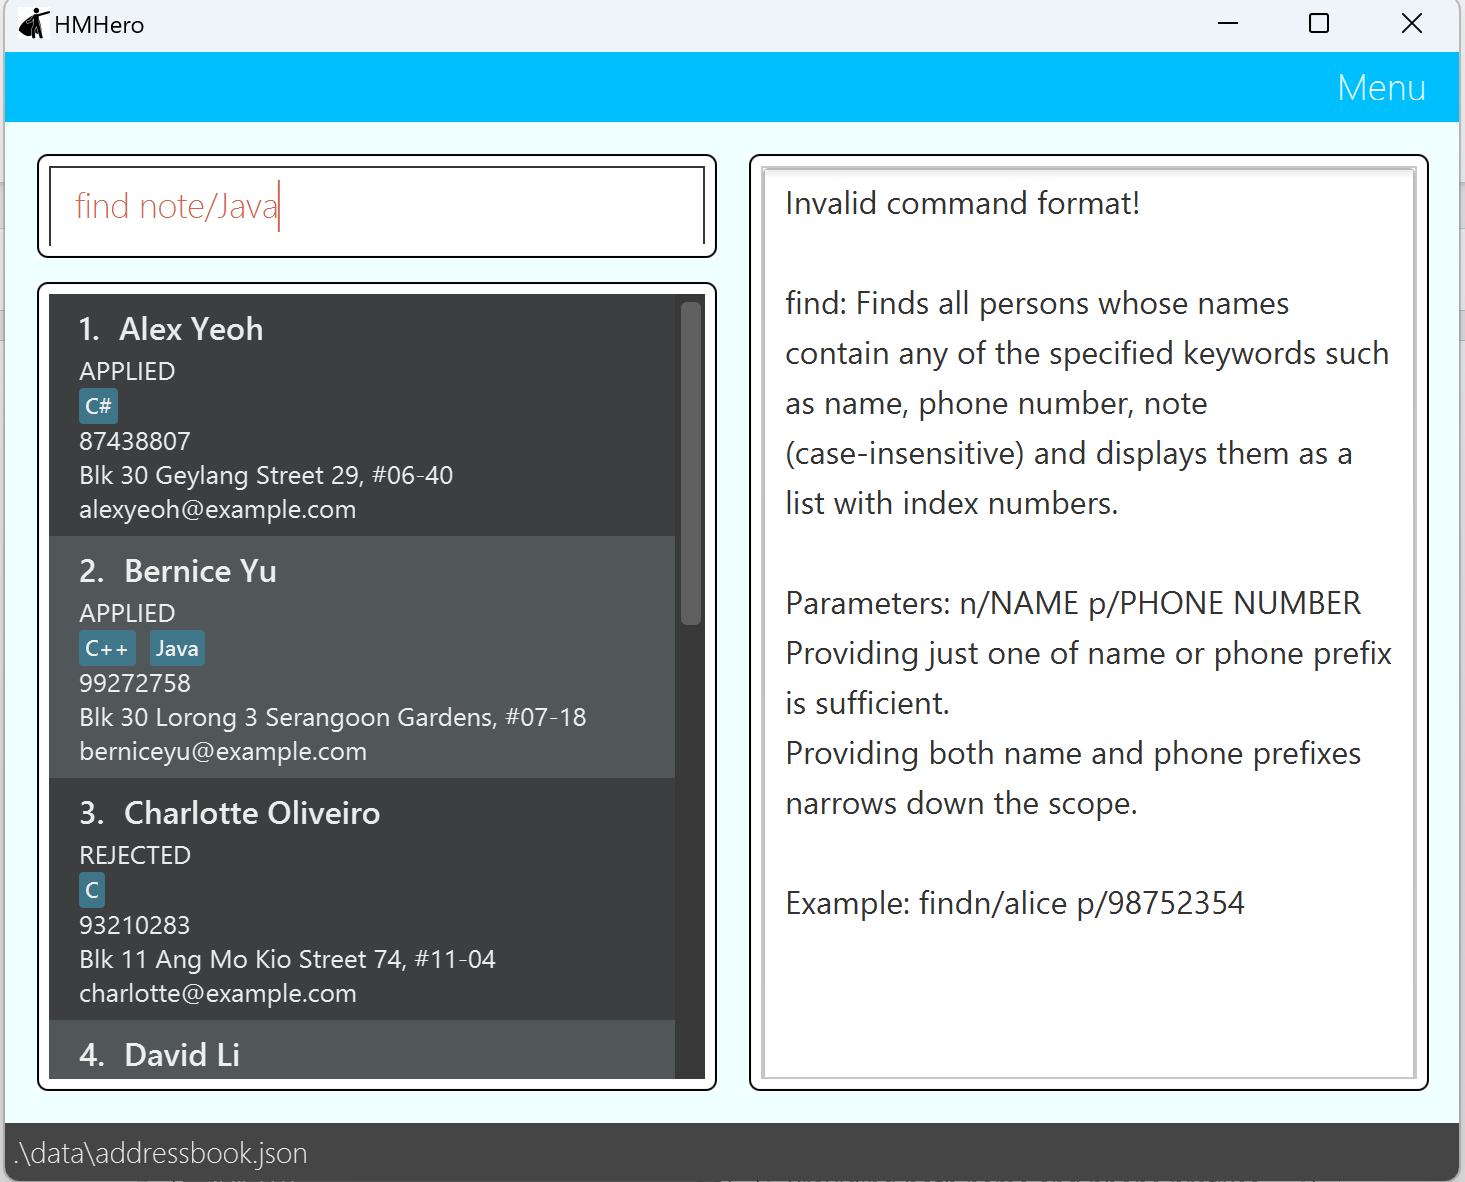 HMHero
Menu
find note/Java
1. Alex Yeoh
APPLIED
C#
87438807
Blk 30 Geylang Street 29, #06-40
alexyeoh@example.com
2. Bernice Yu
APPLIED
C++ Java
99272758
Blk 30 Lorong 3 Serangoon Gardens, #07-18
berniceyu@example.com
3. Charlotte Oliveiro
REJECTED
C
93210283
Blk 11 Ang Mo Kio Street 74, #11-04
charlotte@example.com
4. David Li
Invalid command format!
find: Finds all persons whose names
contain any of the specified keywords such
as name, phone number, note
(case-insensitive) and displays them as a
list with index numbers.
Parameters: n/NAME p/PHONE NUMBER
Providing just one of name or phone prefix
is sufficient.
Providing both name and phone prefixes
narrows down the scope.
Example: findn/alice p/98752354
.\data\addressbook.json